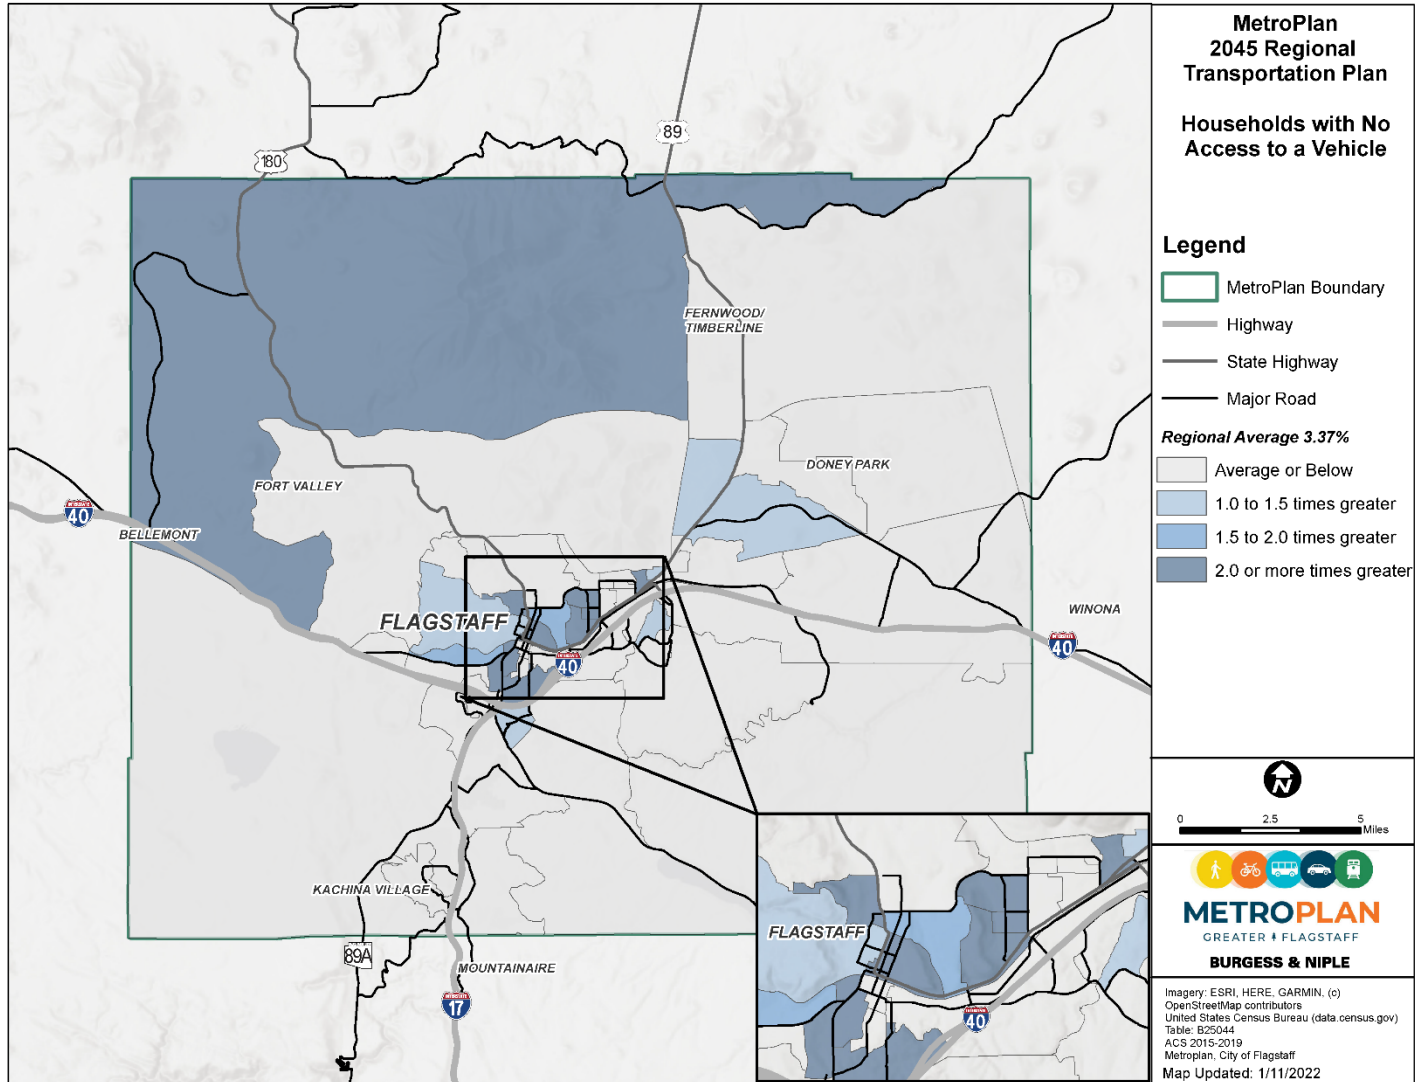 MetroPlan
2045 Regional
Transportation Plan
Households with No
Access to a Vehicle
Legend
MetroPlan Boundary
Highway
State Highway
Major Road
Regional Average 3.37%
Average or Below
1.0 to 1.5 times greater
1.5 to 2.0 times greater
2.0 or more times greater
N
0 2.5 5
Miles
METROPLAN
GREATER FLAGSTAFF
BURGESS & NIPLE
Imagery: ESRI, HERE, GARMIN, (c)
OpenStreetMap contributors
United States Census Bureau (data.census.gov)
Table: B25044
ACS 2015-2019
Metroplan, City of Flagstaff
Map Updated: 1/11/2022
180
89
FERNWOOD/
TIMBERLINE
DONEY PARK
FORT VALLEY
INTERSTATE
40
BELLEMONT
FLAGSTAFF
WINONA
INTERSTATE
40
INTERSTATE
40
KACHINA VILLAGE
89A
MOUNTAINAIRE
INTERSTATE
17
FLAGSTAFF
INTERSTATE
40